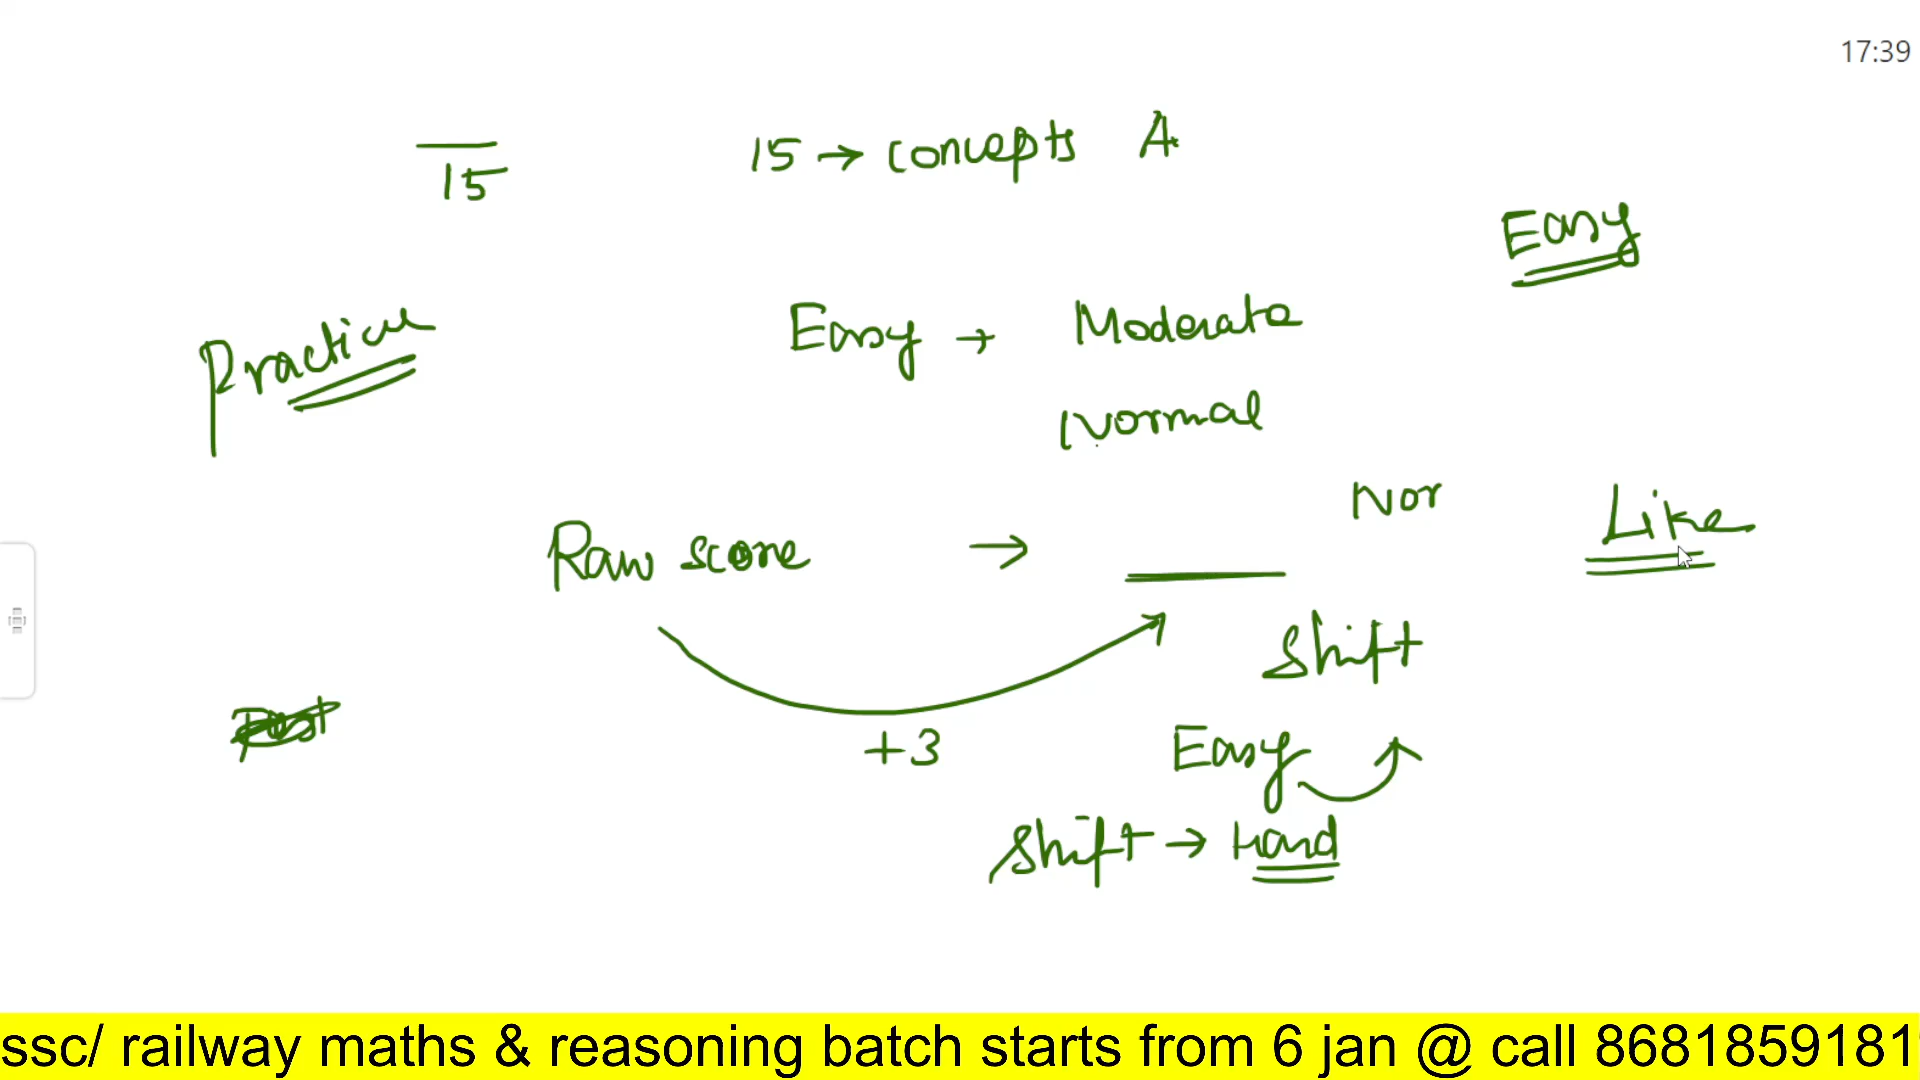 17:39
15 → concepts A
15
Easy
Practice
Easy → Moderate
Normal
Nor
Like
Raw score →
Shift
+3
Easy
Shift → Hard
ssc/ railway maths & reasoning batch starts from 6 jan @ call 868185918